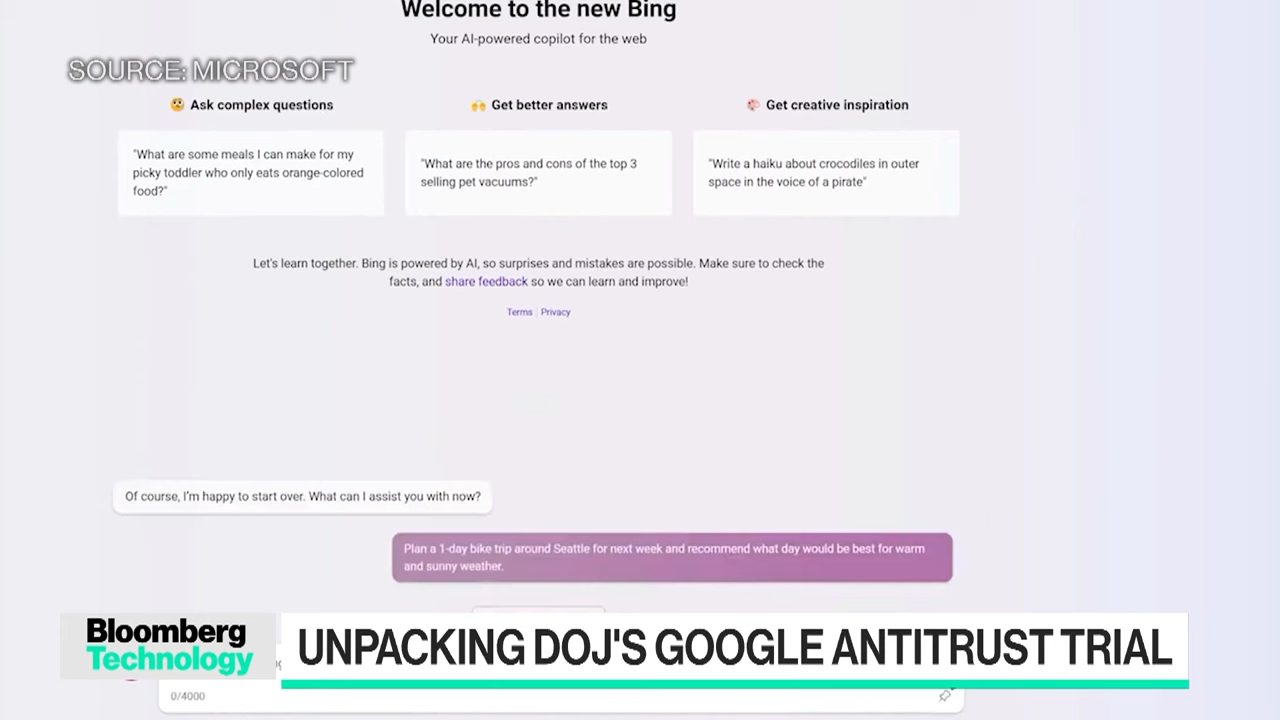 Welcome to the new Bing
Your AI-powered copilot for the web
SOURCE: MICROSOFT
Ask complex questions
Get better answers
Get creative inspiration
"What are some meals I can make for my
picky toddler who only eats orange-colored
food?"
"What are the pros and cons of the top 3
selling pet vacuums?"
"Write a haiku about crocodiles in outer
space in the voice of a pirate"
Let's learn together. Bing is powered by AI, so surprises and mistakes are possible. Make sure to check the
facts, and share feedback so we can learn and improve!
Terms | Privacy
Of course, I'm happy to start over. What can I assist you with now?
Plan a 1-day bike trip around Seattle for next week and recommend what day would be best for warm
and sunny weather.
Bloomberg
Technology
UNPACKING DOJ'S GOOGLE ANTITRUST TRIAL
0/4000